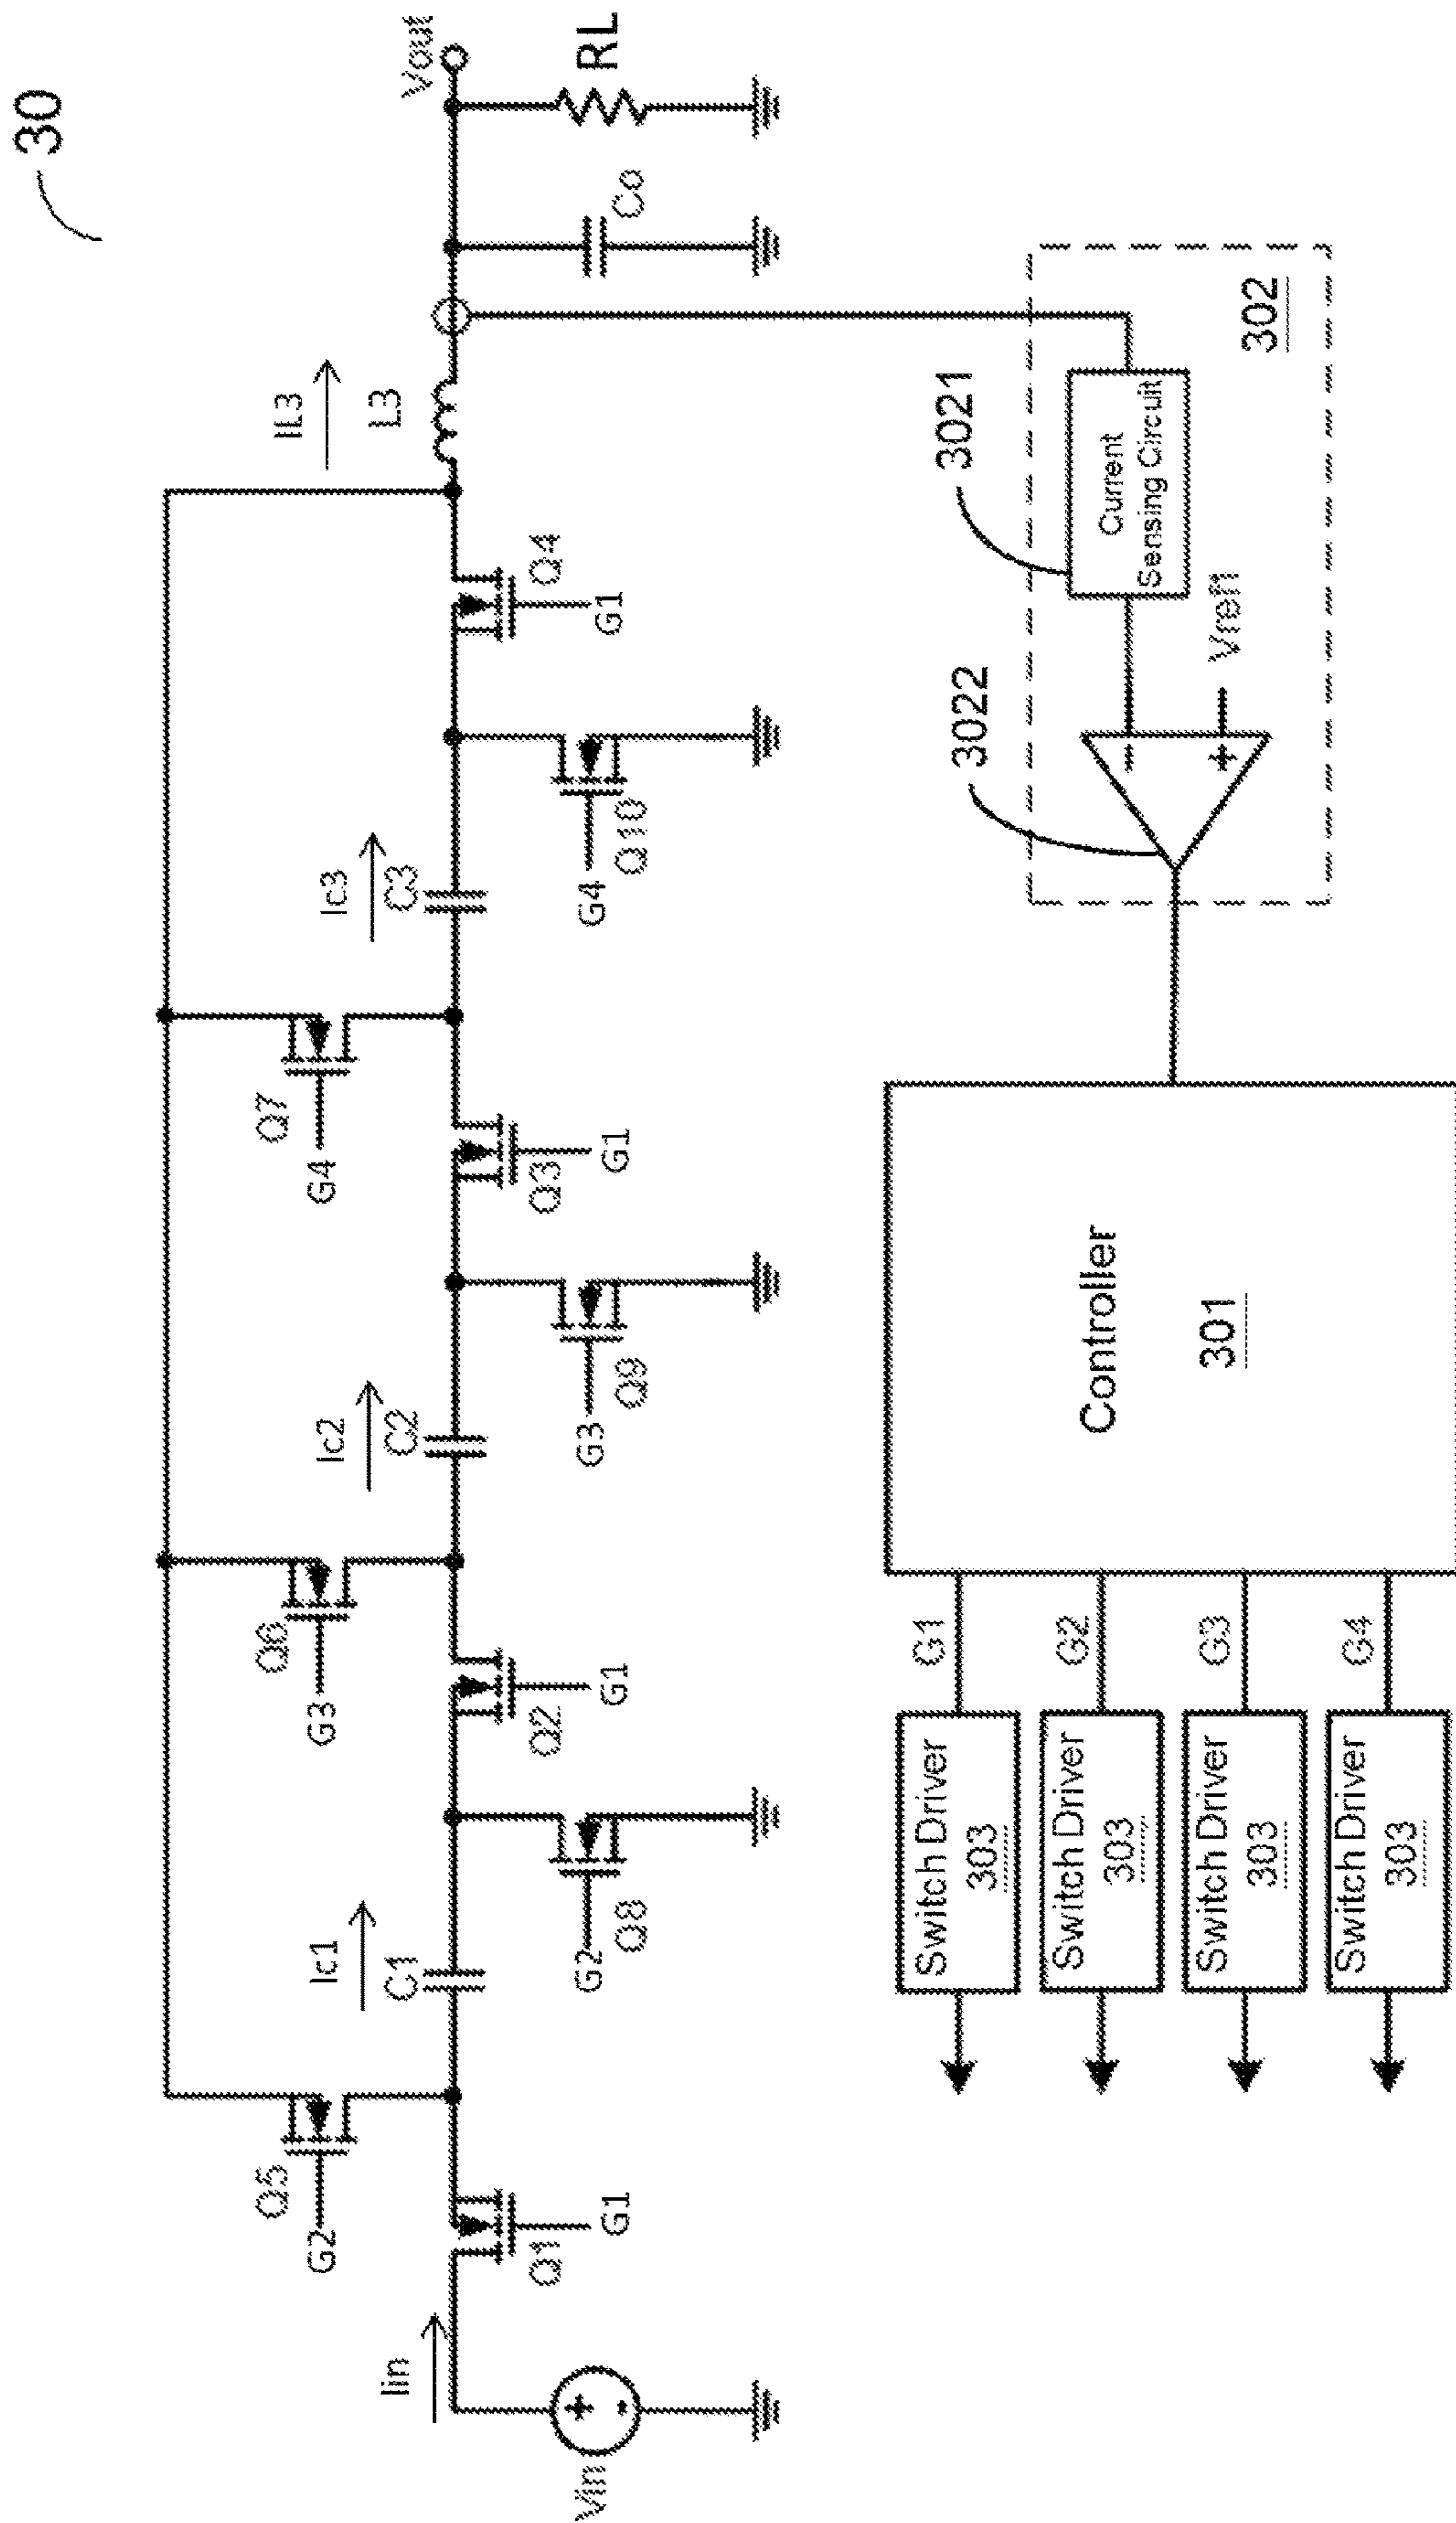 30
Vin
Iin
Q1
G1
Q5
G2
Ic1
C1
G2
Q8
Q2
G1
Q6
G3
Ic2
C2
G3
Q9
Q3
G1
Q7
G4
Ic3
C3
G4
Q10
Q4
G1
IL3
L3
Co
RL
Vout
Switch Driver
303
G1
Switch Driver
303
G2
Switch Driver
303
G3
Switch Driver
303
G4
Controller
301
3022
Vref1
3021
Current
Sensing Circuit
302